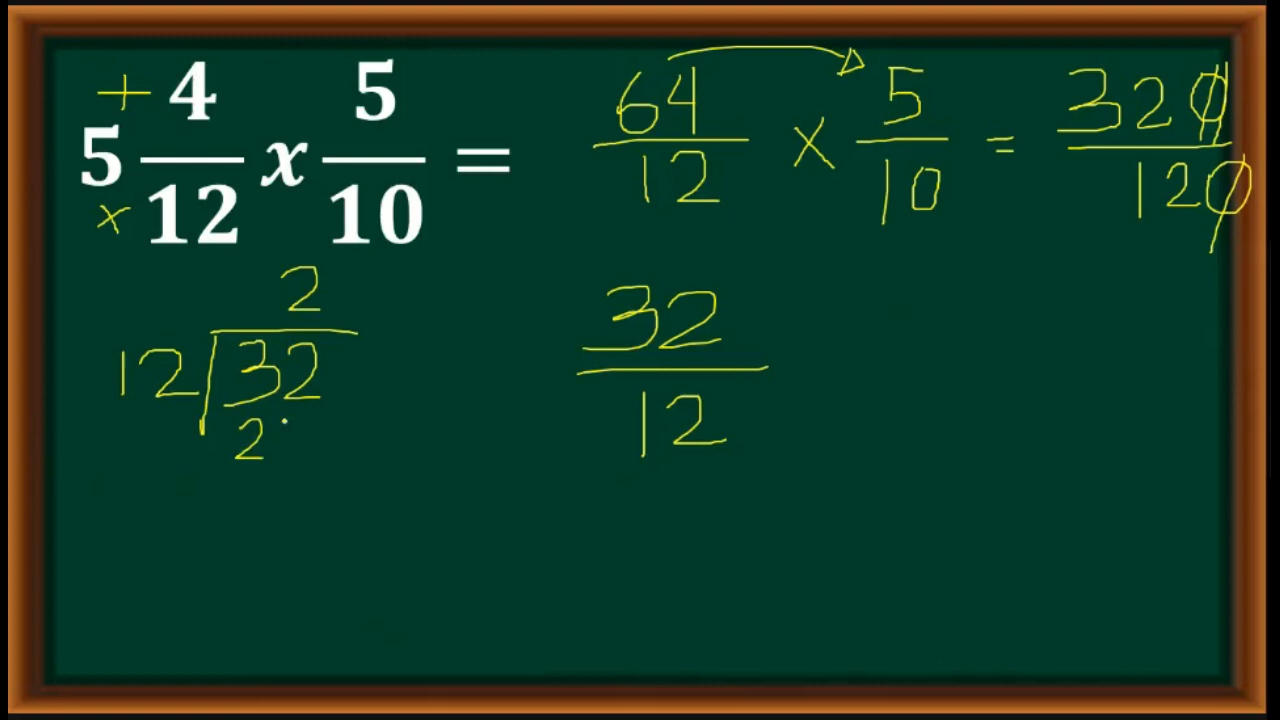 +
5 4/12 x 5/10 =
x
64/12 x 5/10 = 320/120
2
12 32
2
32/12